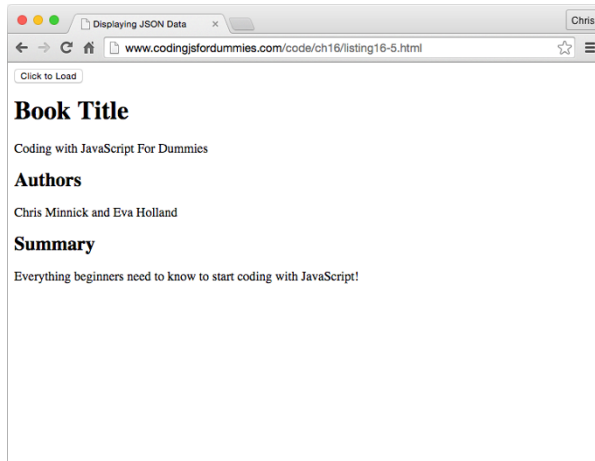 Displaying JSON Data
Chris
www.codingjsfordummies.com/code/ch16/listing16-5.html
Click to Load
Book Title
Coding with JavaScript For Dummies
Authors
Chris Minnick and Eva Holland
Summary
Everything beginners need to know to start coding with JavaScript!